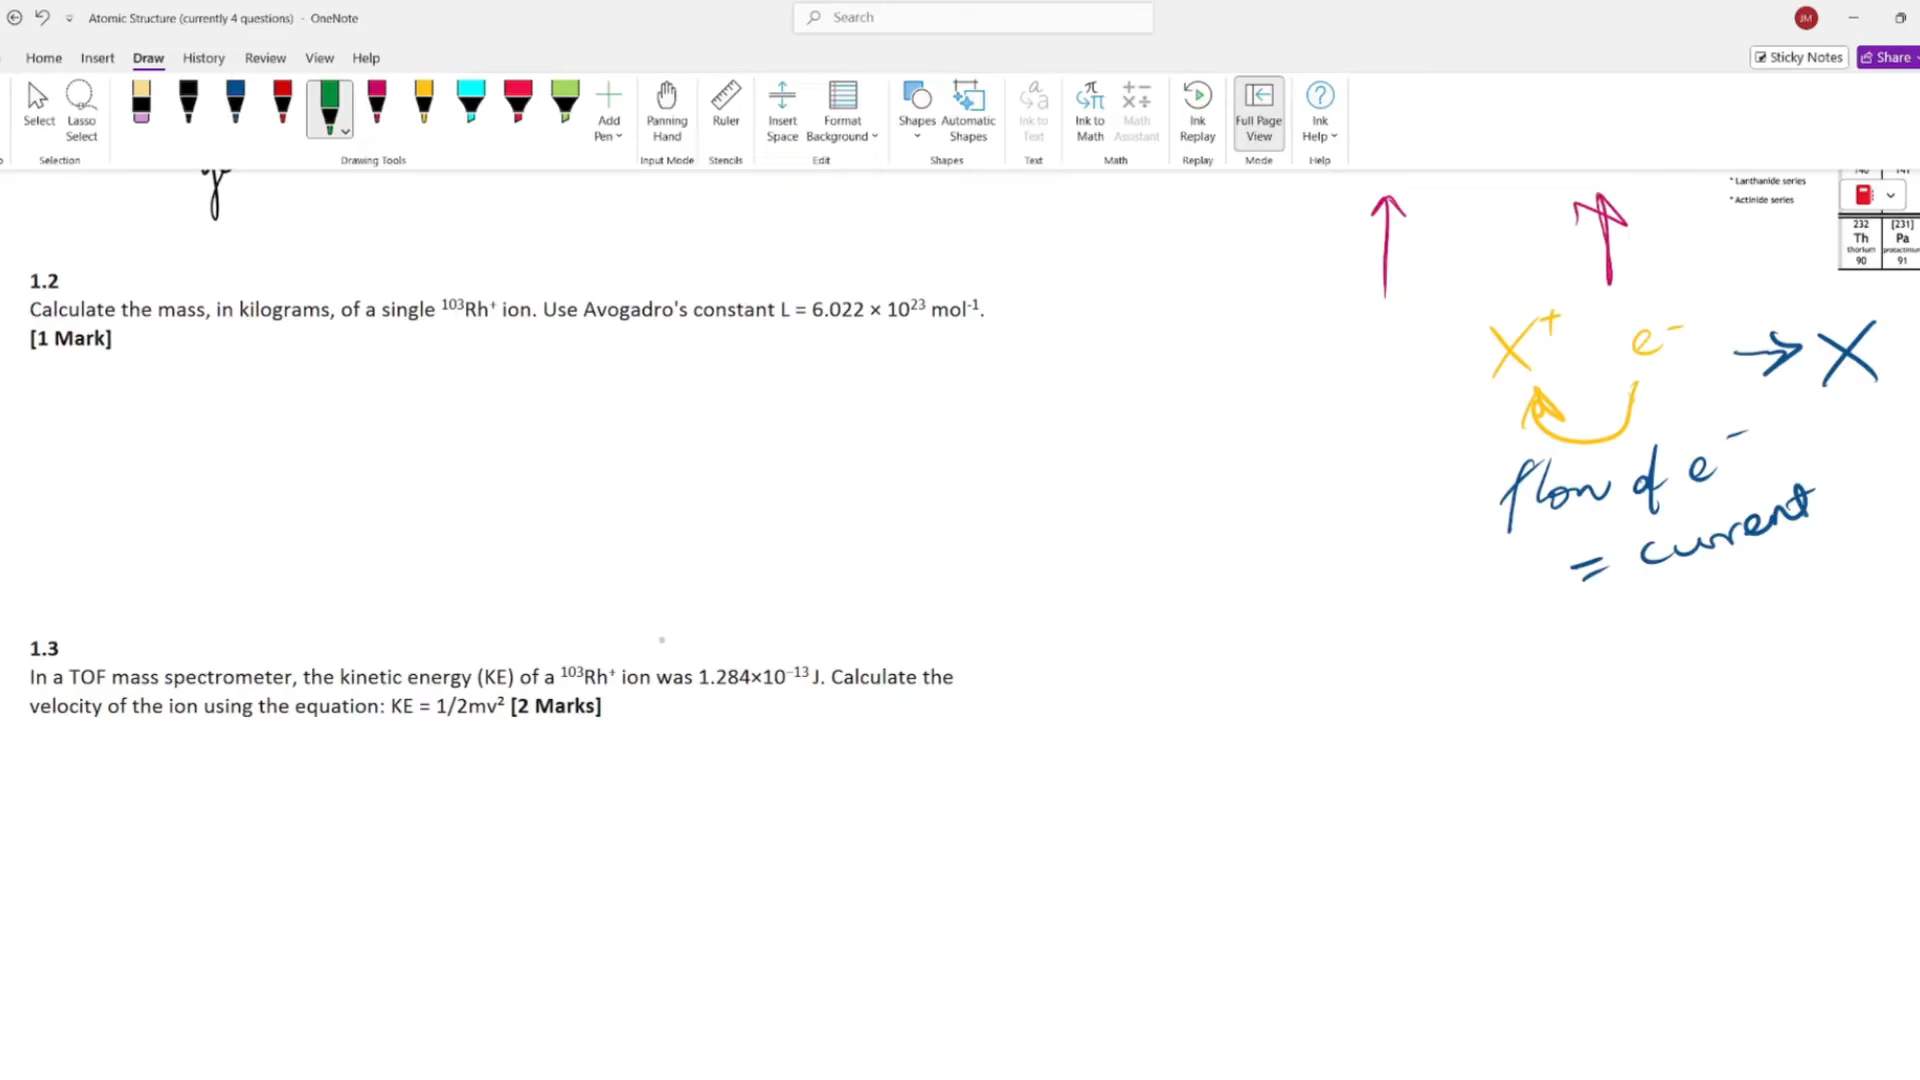 Atomic Structure (currently 4 questions) - OneNote
Search
JM
Home Insert Draw History Review View Help
Sticky Notes
Share
Select
Lasso Select
Add Pen
Panning Hand
Ruler
Insert Space
Format Background
Shapes
Automatic Shapes
Ink to Text
Ink to Math
Math Assistant
Ink Replay
Full Page View
Ink Help
Selection
Drawing Tools
Input Mode
Stencils
Edit
Shapes
Text
Math
Replay
Mode
Help
* Lanthanide series
* Actinide series
140 141
232 [231]
Th Pa
thorium protactinium
90 91
1.2
Calculate the mass, in kilograms, of a single ¹⁰³Rh⁺ ion. Use Avogadro's constant L = 6.022 × 10²³ mol⁻¹.
[1 Mark]
X⁺ e⁻ → X
flow of e⁻
= current
1.3
In a TOF mass spectrometer, the kinetic energy (KE) of a ¹⁰³Rh⁺ ion was 1.284×10⁻¹³ J. Calculate the
velocity of the ion using the equation: KE = 1/2mv² [2 Marks]